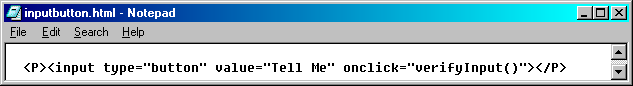 inputbutton.html - Notepad
File Edit Search Help
<P><input type="button" value="Tell Me" onclick="verifyInput()"></P>